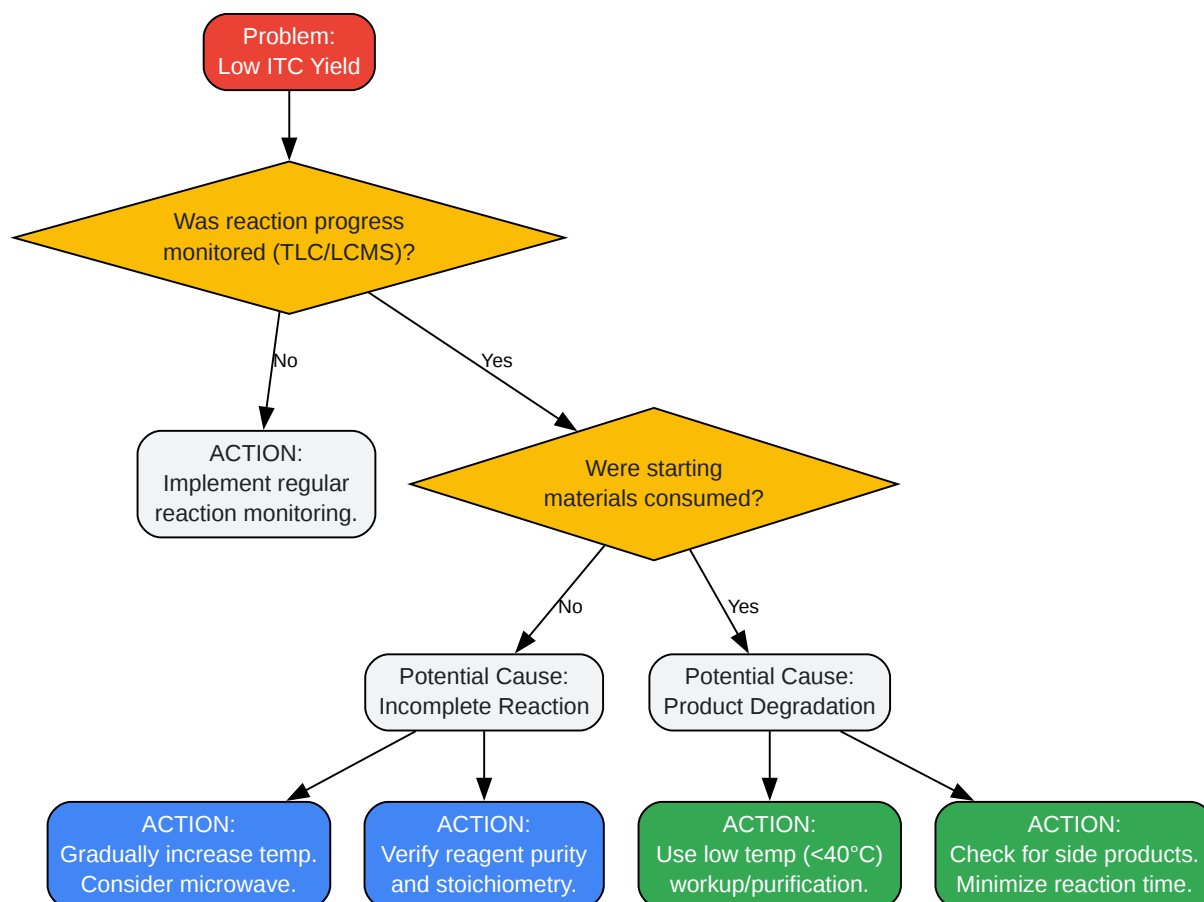 Problem:
Low ITC Yield
Was reaction progress
monitored (TLC/LCMS)?
No
Yes
ACTION:
Implement regular
reaction monitoring.
Were starting
materials consumed?
No
Yes
Potential Cause:
Incomplete Reaction
Potential Cause:
Product Degradation
ACTION:
Gradually increase temp.
Consider microwave.
ACTION:
Verify reagent purity
and stoichiometry.
ACTION:
Use low temp (<40°C)
workup/purification.
ACTION:
Check for side products.
Minimize reaction time.